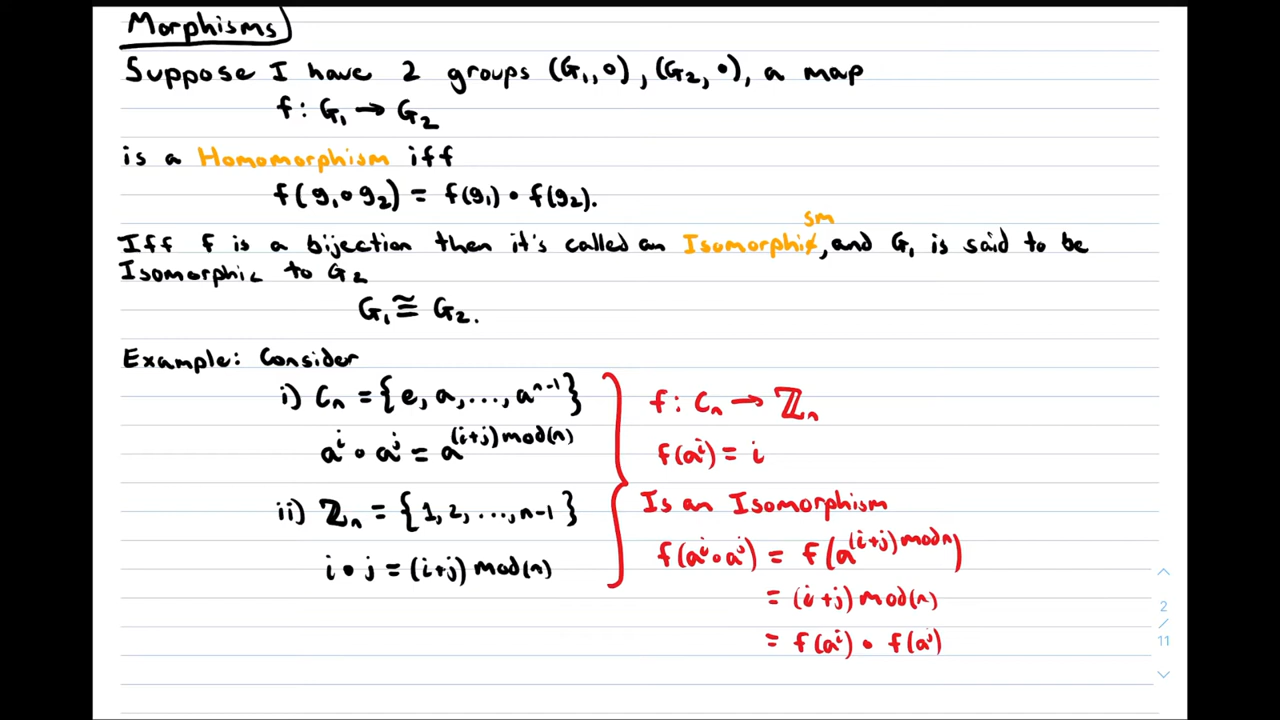 Morphisms
Suppose I have 2 groups (G₁,∘), (G₂,•), a map
f: G₁ → G₂
is a Homomorphism iff
f(g₁∘g₂) = f(g₁)•f(g₂).
sm
Iff f is a bijection then it's called an Isomorphic, and G₁ is said to be
Isomorphic to G₂
G₁ ≅ G₂.
Example: Consider
i) Cₙ = {e, a, ..., aⁿ⁻¹}
aⁱ ∘ aʲ = a^(i+j) mod(n)
ii) ℤₙ = {1, 2, ..., n-1}
i • j = (i+j) mod(n)
f: Cₙ → ℤₙ
f(aⁱ) = i
Is an Isomorphism
f(aⁱ∘aʲ) = f(a^(i+j) mod n)
= (i+j) mod(n)
= f(aⁱ) • f(aʲ)
2
/
11